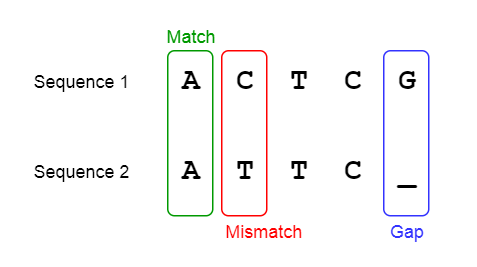 Match
Sequence 1 A C T C G
Sequence 2 A T T C _
Mismatch Gap